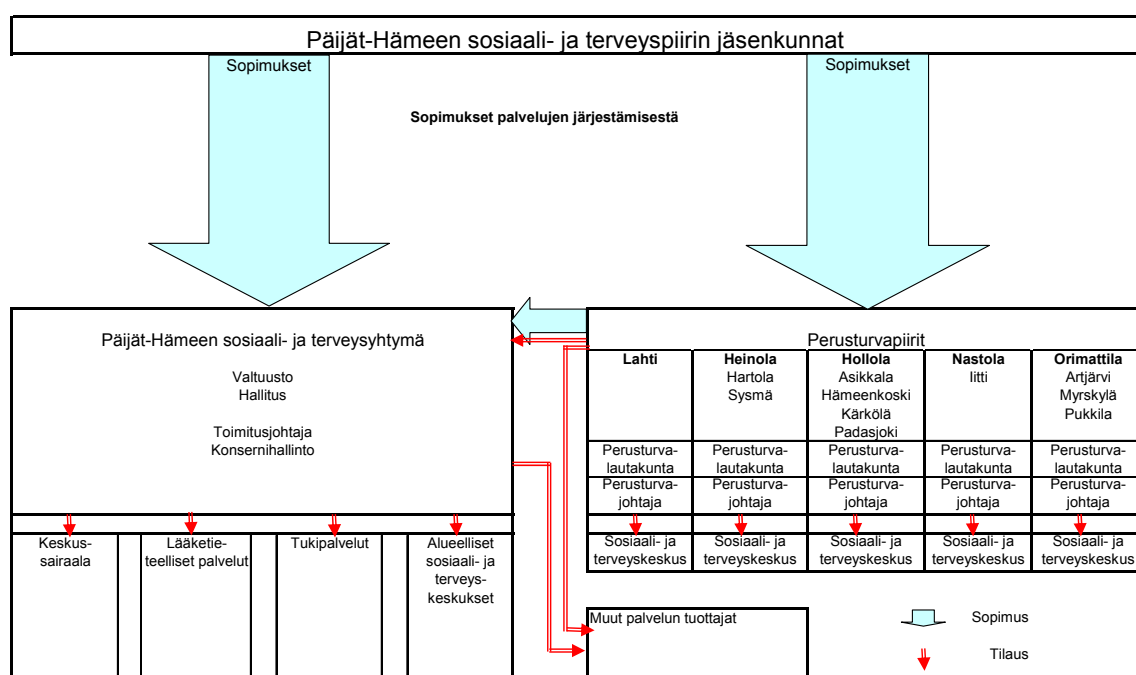 Päijät-Hämeen sosiaali- ja terveyspiirin jäsenkunnat
Sopimukset
Sopimukset
Sopimukset palvelujen järjestämisestä
Päijät-Hämeen sosiaali- ja terveysyhtymä
Valtuusto
Hallitus
Toimitusjohtaja
Konsernihallinto
Keskus-
sairaala
Lääketie-
teelliset palvelut
Tukipalvelut
Alueelliset
sosiaali- ja
terveys-
keskukset
Perusturvapiirit
Lahti
Perusturva-
lautakunta
Perusturva-
johtaja
Sosiaali- ja
terveyskeskus
Heinola
Hartola
Sysmä
Perusturva-
lautakunta
Perusturva-
johtaja
Sosiaali- ja
terveyskeskus
Hollola
Asikkala
Hämeenkoski
Kärkölä
Padasjoki
Perusturva-
lautakunta
Perusturva-
johtaja
Sosiaali- ja
terveyskeskus
Nastola
Iitti
Perusturva-
lautakunta
Perusturva-
johtaja
Sosiaali- ja
terveyskeskus
Orimattila
Artjärvi
Myrskylä
Pukkila
Perusturva-
lautakunta
Perusturva-
johtaja
Sosiaali- ja
terveyskeskus
Muut palvelun tuottajat
Sopimus
Tilaus